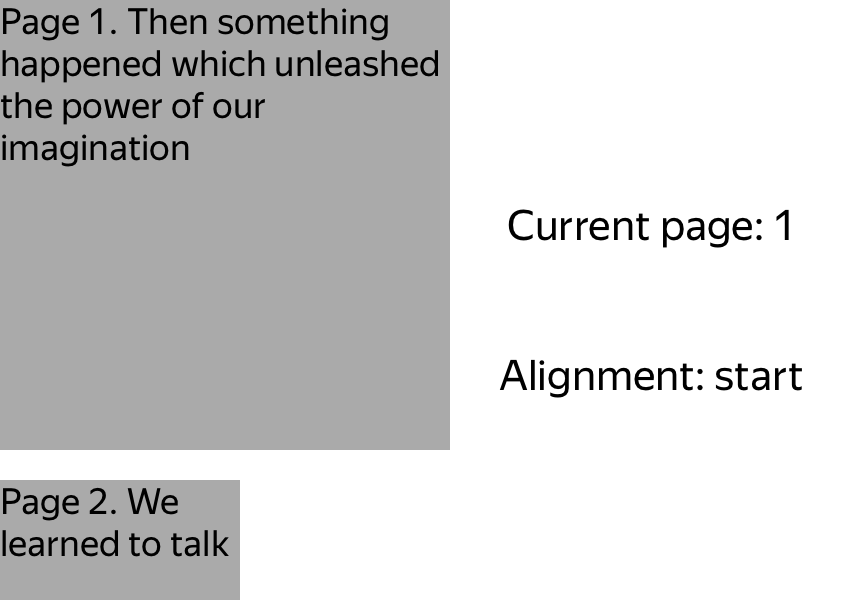 Page 1. Then something
happened which unleashed
the power of our
imagination
Current page: 1
Alignment: start
Page 2. We
learned to talk